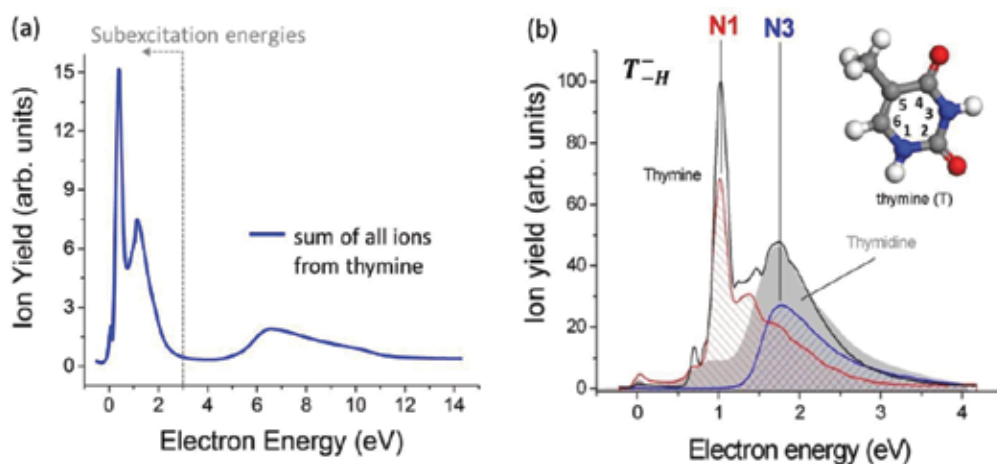 (a)
Subexcitation energies
15
12
9
6
3
0
Ion Yield (arb. units)
sum of all ions
from thymine
0 2 4 6 8 10 12 14
Electron Energy (eV)
(b)
N1 N3
T⁻₋H
100
80
60
40
20
0
Ion yield (arb. units)
Thymine
Thymidine
5 4 3
6 1 2
thymine (T)
0 1 2 3 4
Electron energy (eV)